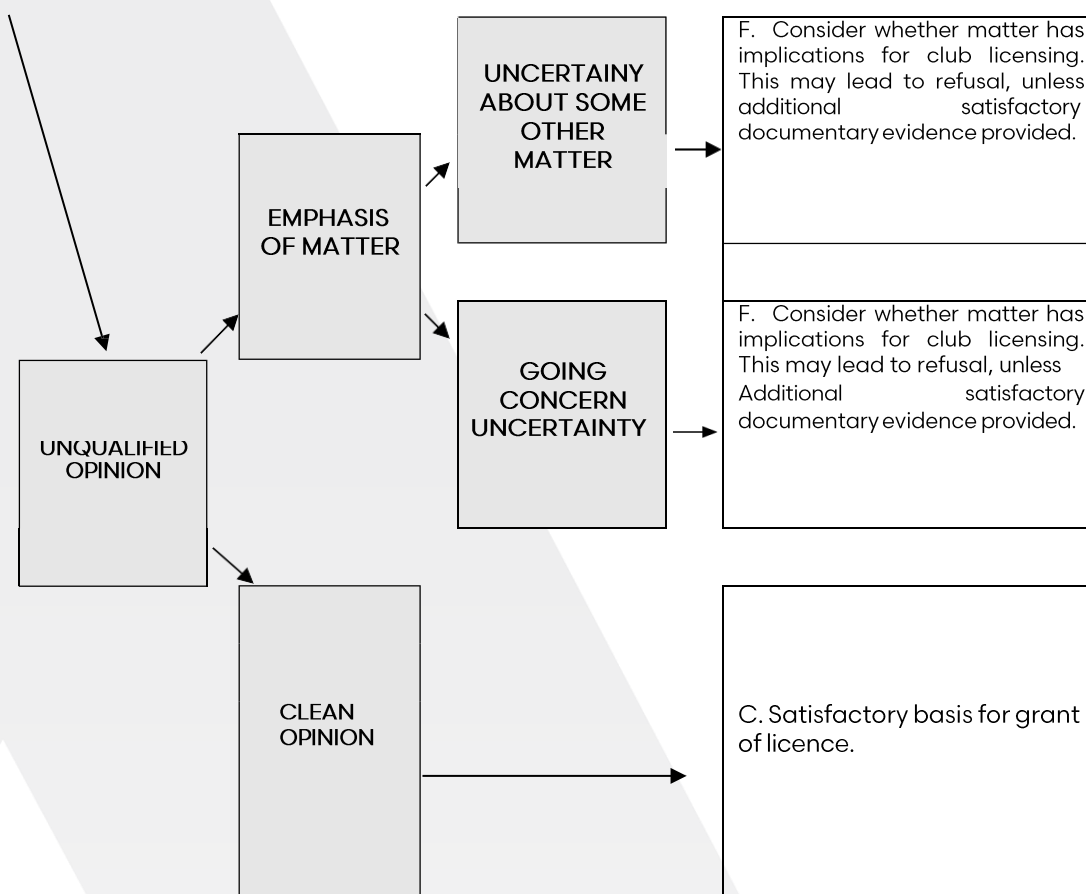 UNCERTAINY
ABOUT SOME
OTHER
MATTER
F. Consider whether matter has
implications for club licensing.
This may lead to refusal, unless
additional satisfactory
documentary evidence provided.
EMPHASIS
OF MATTER
GOING
CONCERN
UNCERTAINTY
F. Consider whether matter has
implications for club licensing.
This may lead to refusal, unless
Additional satisfactory
documentary evidence provided.
UNQUALIFIED
OPINION
CLEAN
OPINION
C. Satisfactory basis for grant
of licence.